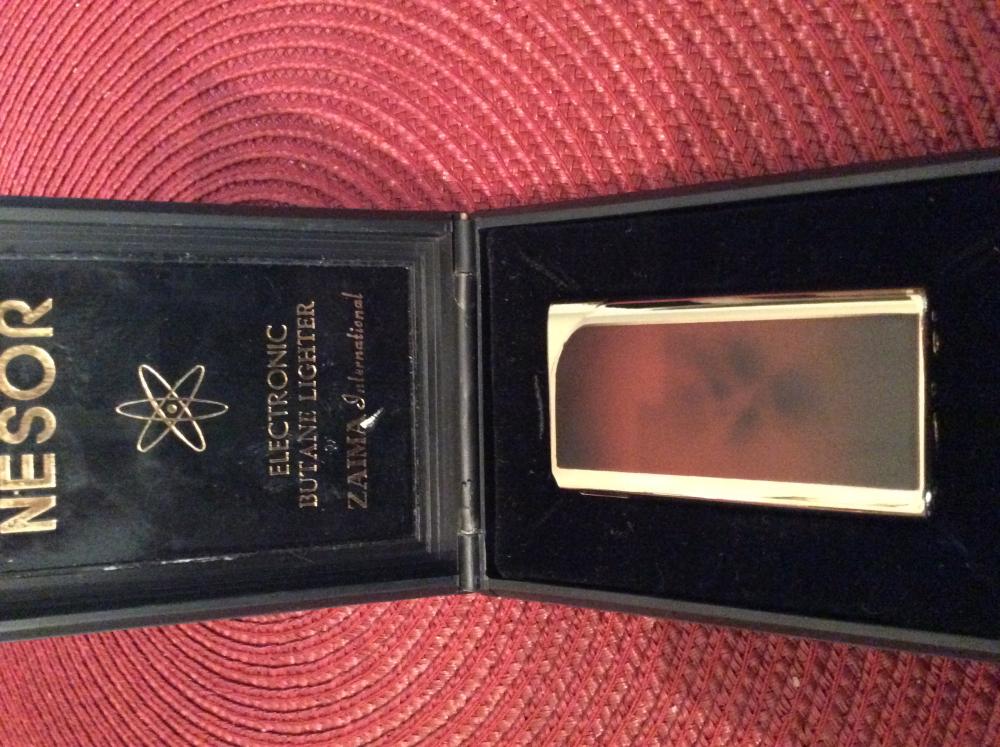 NESOR
ELECTRONIC
BUTANE LIGHTER
ZAIMA International